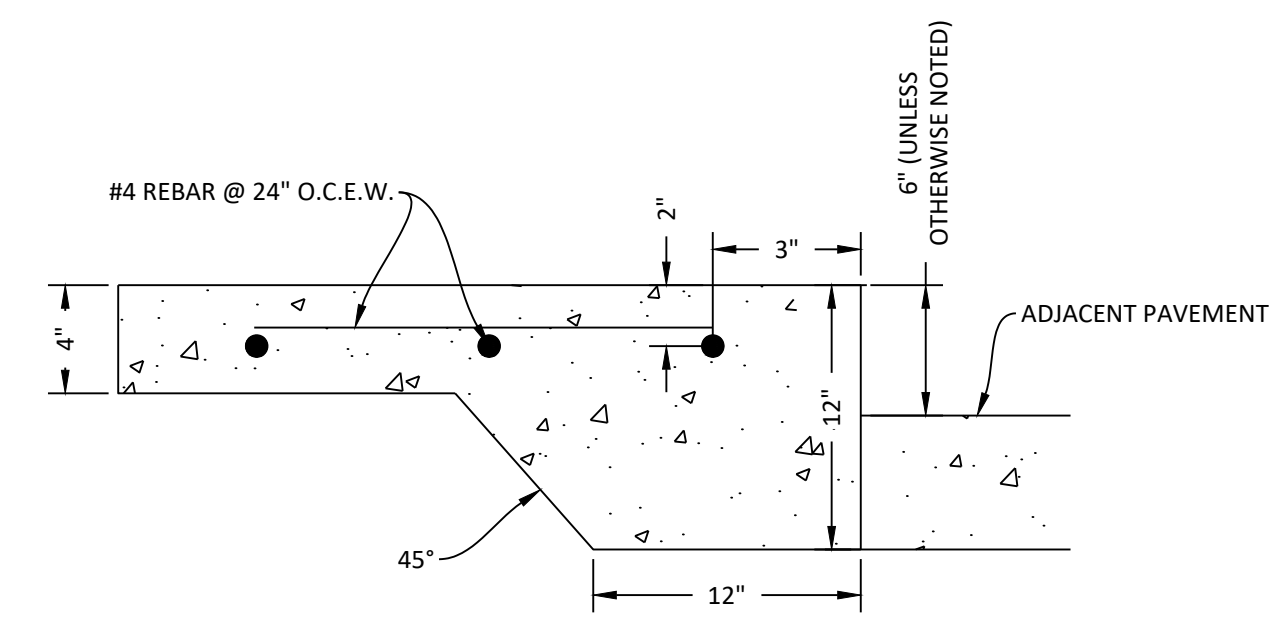 6" (UNLESS
OTHERWISE NOTED)
#4 REBAR @ 24" O.C.E.W.
2"
3"
4"
ADJACENT PAVEMENT
12"
45°
12"